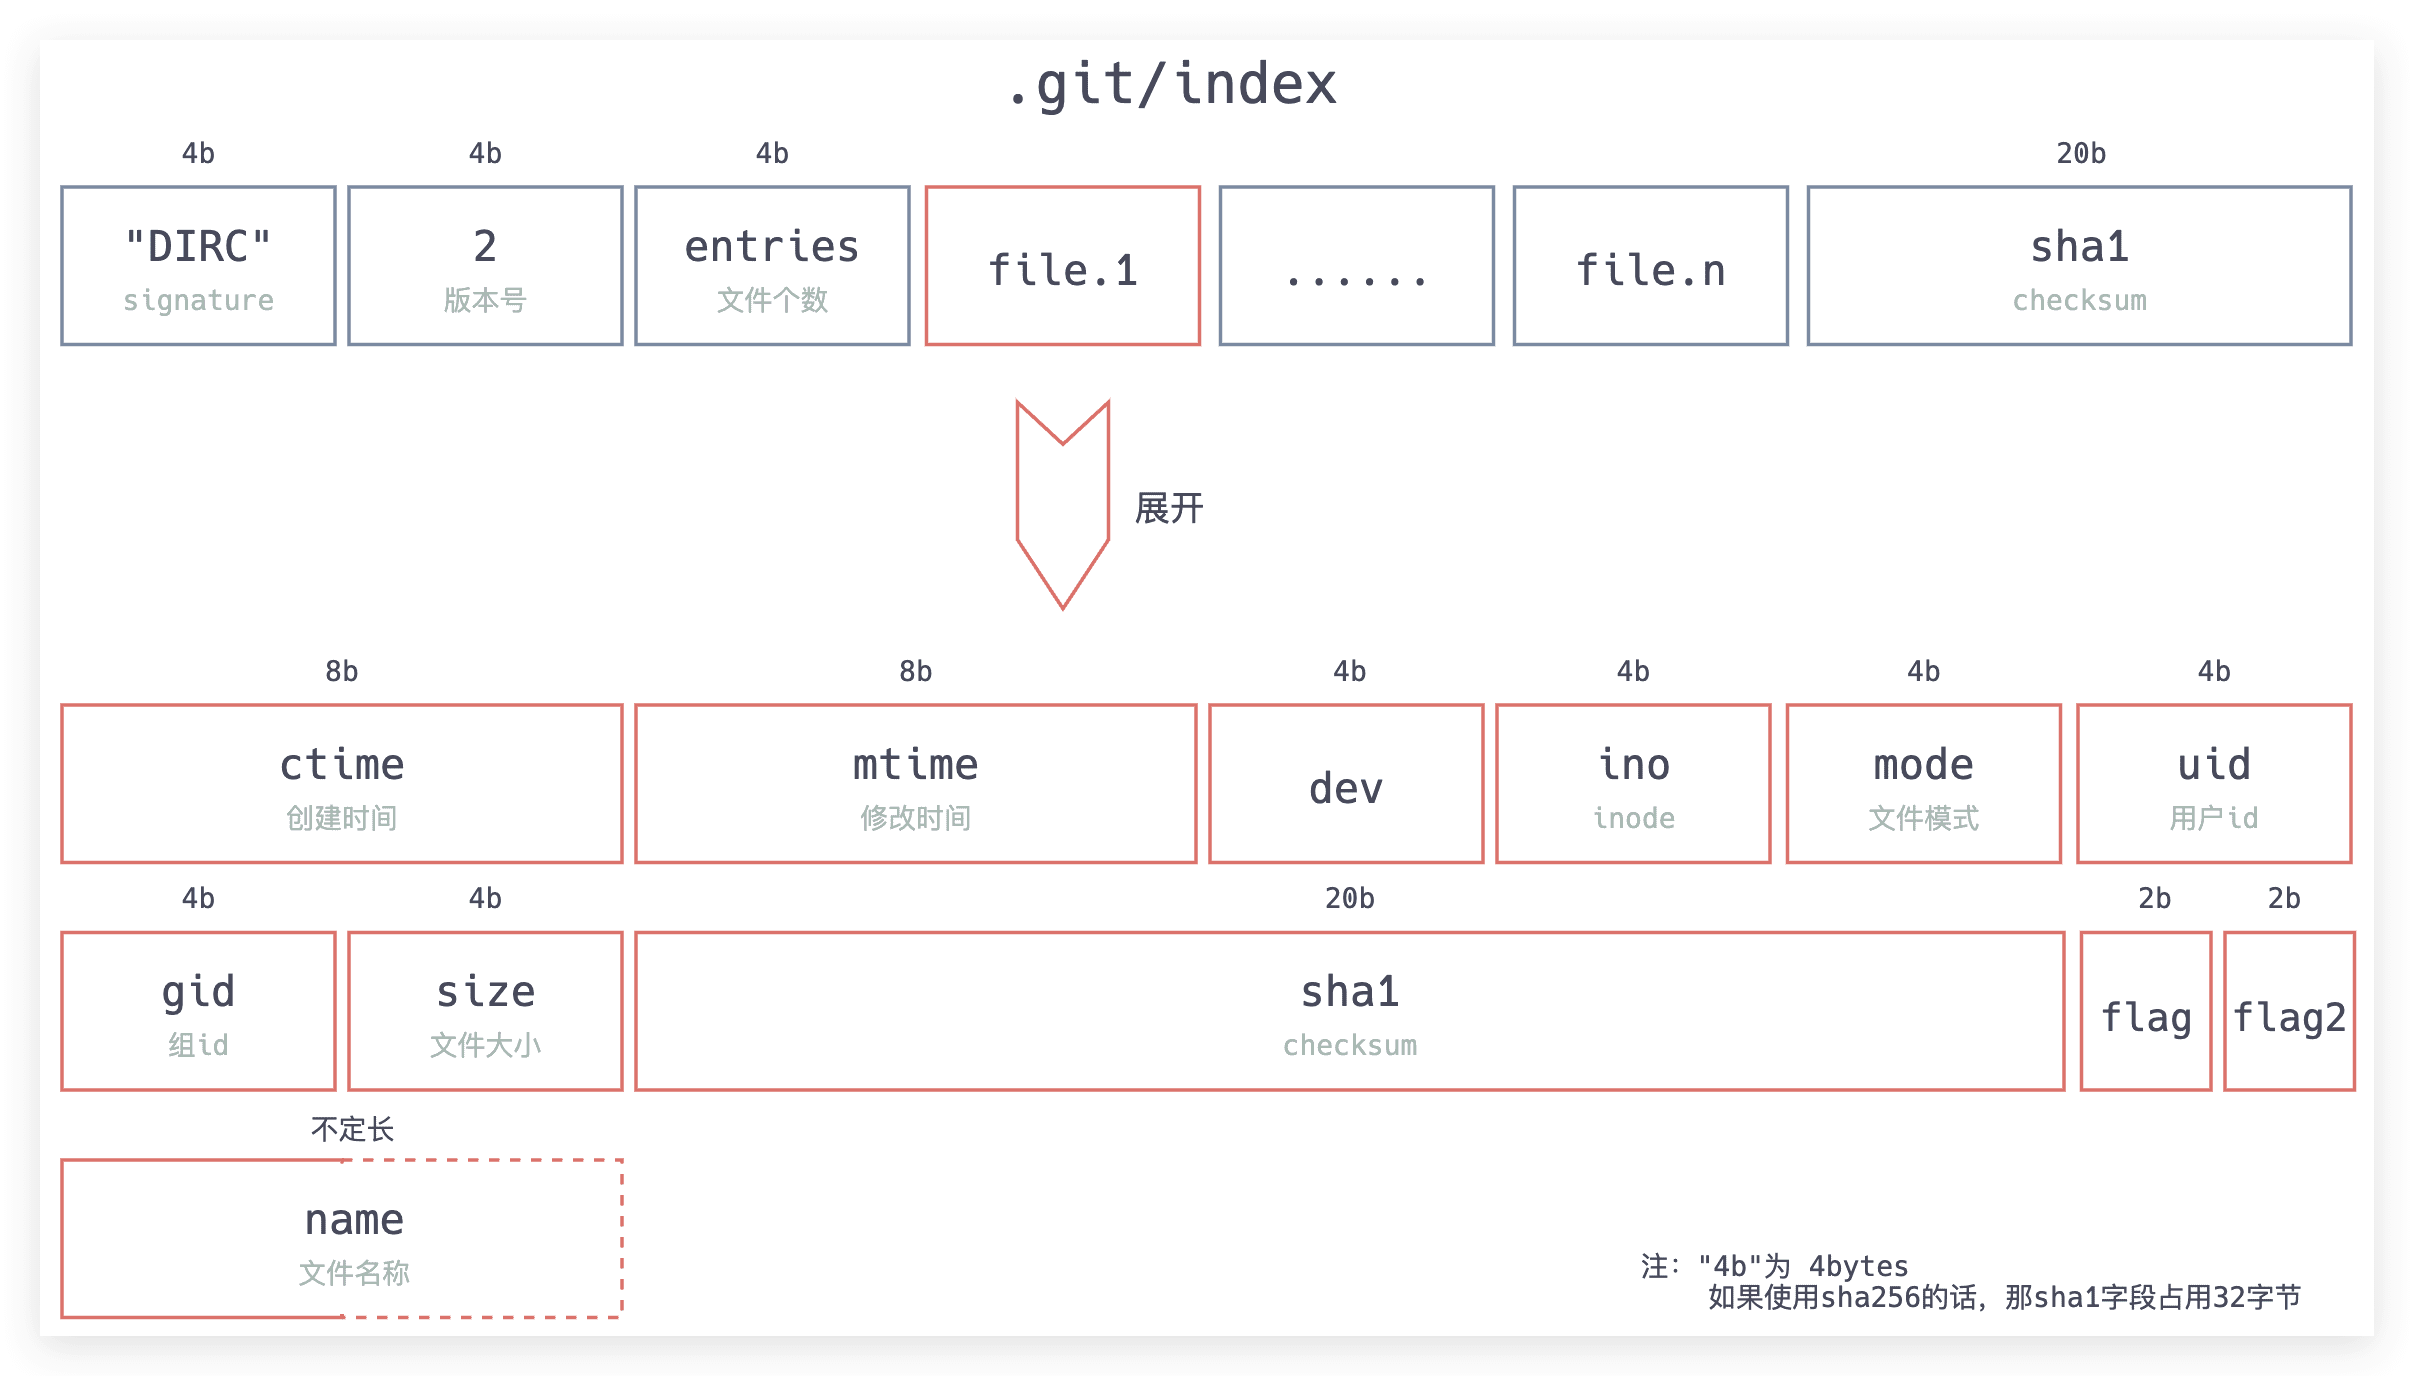 .git/index
4b 4b 4b 20b
"DIRC" 2 entries file.1 ...... file.n sha1
signature 版本号 文件个数 checksum
展开
8b 8b 4b 4b 4b 4b
ctime mtime dev ino mode uid
创建时间 修改时间 inode 文件模式 用户id
4b 4b 20b 2b 2b
gid size sha1 flag flag2
组id 文件大小 checksum
不定长
name
文件名称
注："4b"为 4bytes
如果使用sha256的话，那sha1字段占用32字节